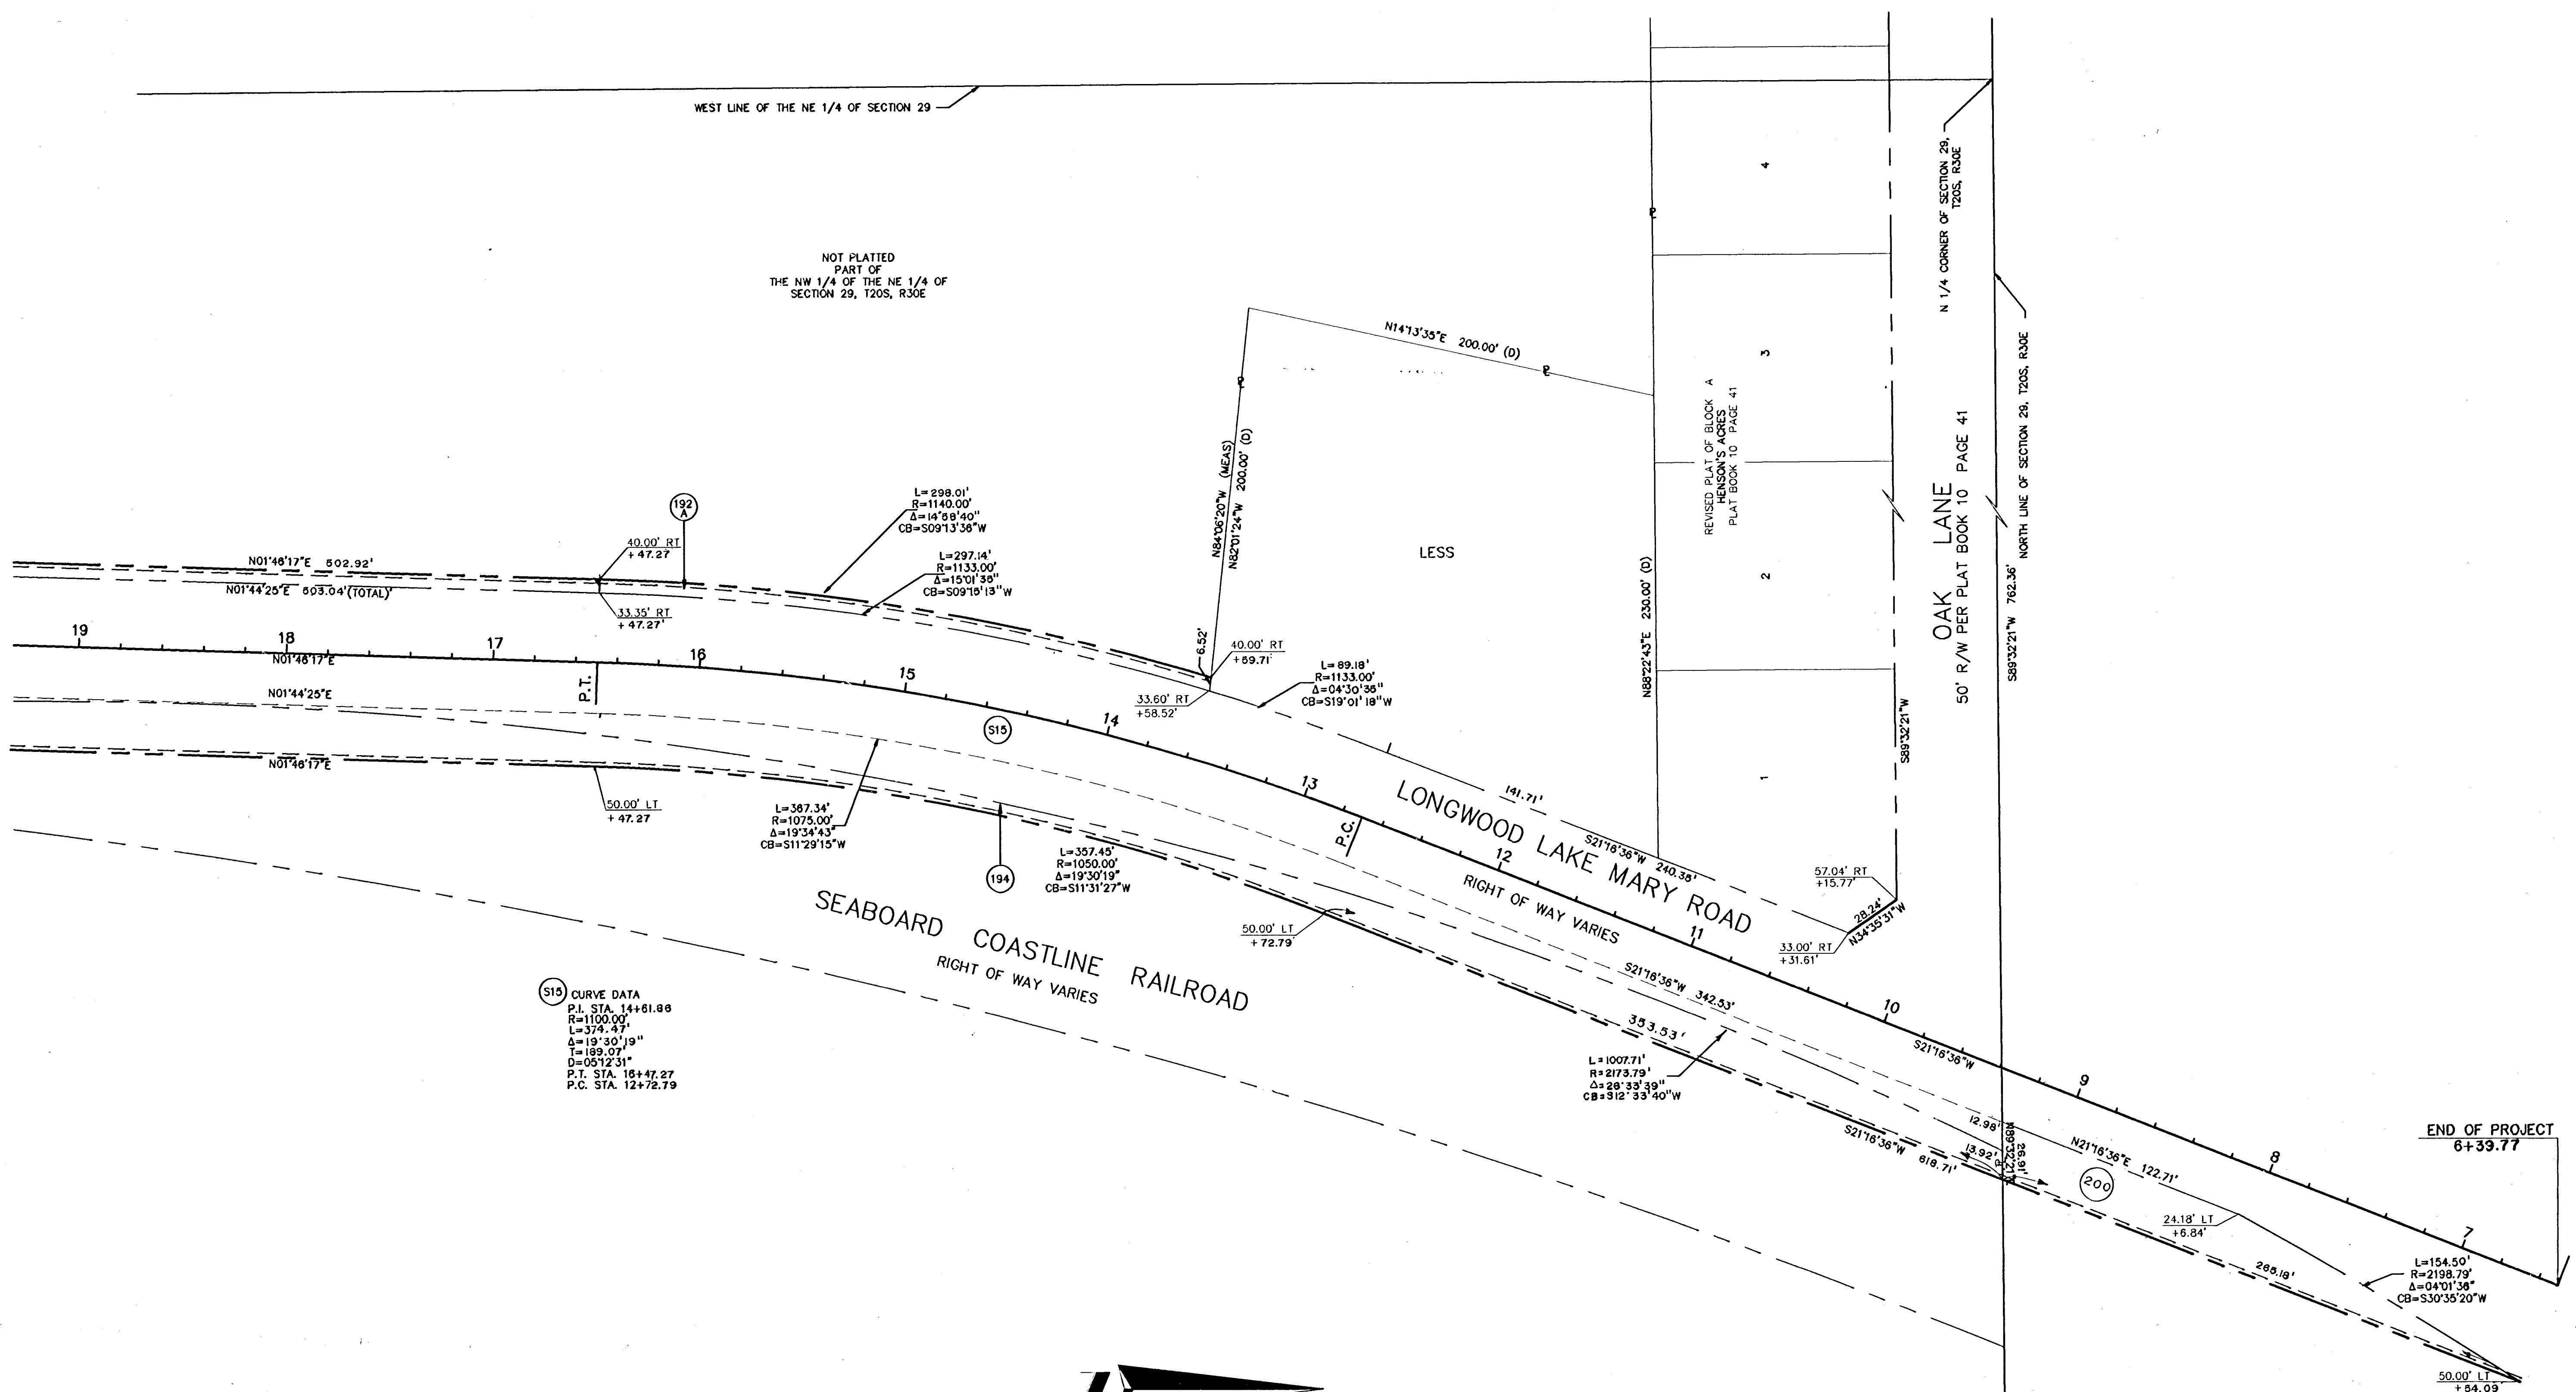 WEST LINE OF THE NE 1/4 OF SECTION 29
N 1/4 CORNER OF SECTION 29,
T20S, R30E
NORTH LINE OF SECTION 29, T20S, R30E
NOT PLATTED
PART OF
THE NW 1/4 OF THE NE 1/4 OF
SECTION 29, T20S, R30E
N14°13'35"E 200.00' (D)
N84°06'20"W (MEAS)
N82°01'24"W 200.00' (D)
LESS
N88°22'43"E 230.00' (D)
4
3
2
1
REVISED PLAT OF BLOCK A
HENSON'S ACRES
PLAT BOOK 10 PAGE 41
OAK LANE
50' R/W PER PLAT BOOK 10 PAGE 41
S89°32'21"W 762.36'
S89°32'21"W
192
A
L=298.01'
R=1140.00'
Δ=14°58'40"
CB=S09°13'36"W
L=297.14'
R=1133.00'
Δ=15°01'36"
CB=S09°15'13"W
40.00' RT
+47.27
33.35' RT
+47.27'
N01°46'17"E 502.92'
N01°44'25"E 503.04'(TOTAL)'
6.52'
40.00' RT
+59.71'
33.60' RT
+58.52'
L=89.18'
R=1133.00'
Δ=04°30'36"
CB=S19°01'18"W
19
18
17
16
15
14
13
12
11
10
9
8
7
N01°46'17"E
P.T.
N01°44'25"E
N01°46'17"E
50.00' LT
+47.27
S15
P.C.
141.71'
S21°16'36"W 240.35'
LONGWOOD LAKE MARY ROAD
RIGHT OF WAY VARIES
57.04' RT
+15.77'
28.24'
N34°35'31"W
33.00' RT
+31.61'
L=367.34'
R=1075.00'
Δ=19°34'43"
CB=S11°29'15"W
194
L=357.45'
R=1050.00'
Δ=19°30'19"
CB=S11°31'27"W
50.00' LT
+72.79'
SEABOARD COASTLINE RAILROAD
RIGHT OF WAY VARIES
S15 CURVE DATA
P.I. STA. 14+61.86
R=1100.00'
L=374.47'
Δ=19°30'19"
T=189.07'
D=05°12'31"
P.T. STA. 16+47.27
P.C. STA. 12+72.79
S21°16'36"W 342.53'
353.53'
L=1007.71'
R=2173.79'
Δ=26°33'39"
CB=S12°33'40"W
S21°16'36"W
S21°16'36"W 618.71'
12.98'
13.92'
26.91'
N21°16'36"E 122.71'
200
24.18' LT
+6.84'
265.18'
L=154.50'
R=2198.79'
Δ=04°01'36"
CB=S30°35'20"W
END OF PROJECT
6+39.77
50.00' LT
+54.09